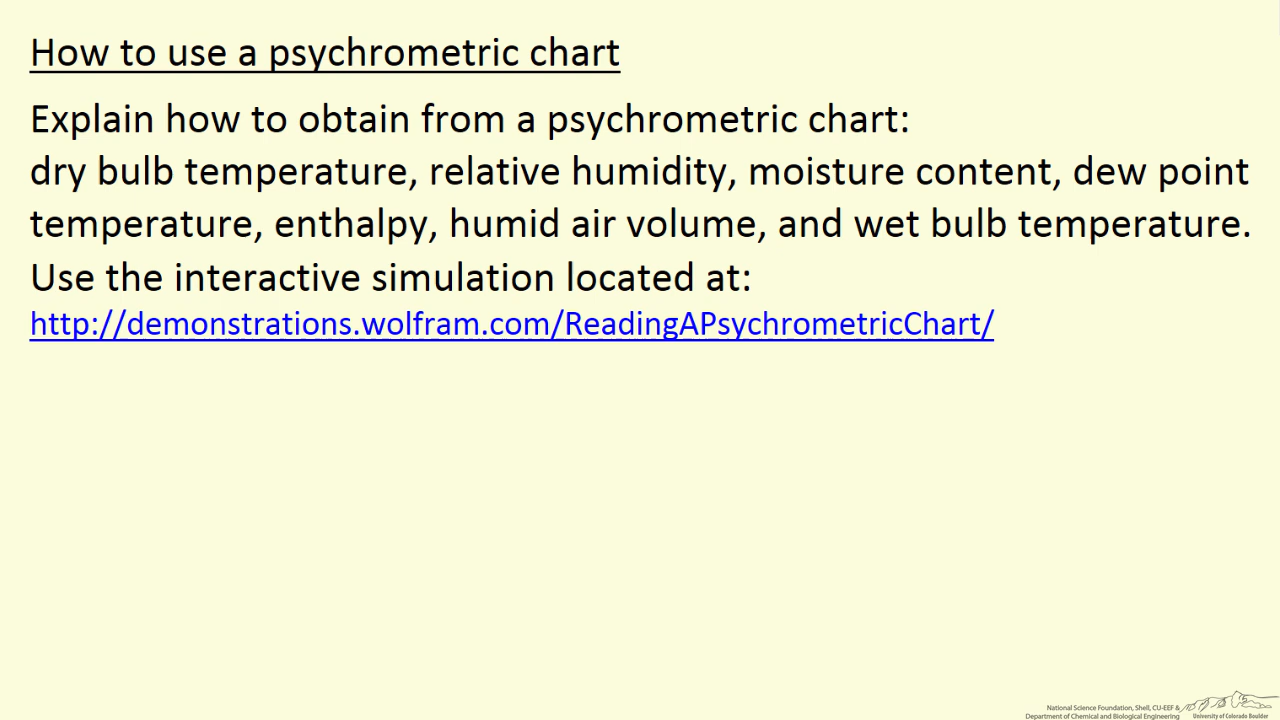 How to use a psychrometric chart
Explain how to obtain from a psychrometric chart:
dry bulb temperature, relative humidity, moisture content, dew point
temperature, enthalpy, humid air volume, and wet bulb temperature.
Use the interactive simulation located at:
http://demonstrations.wolfram.com/ReadingAPsychrometricChart/
National Science Foundation, Shell, CU-EEF &
Department of Chemical and Biological Engineering
University of Colorado Boulder